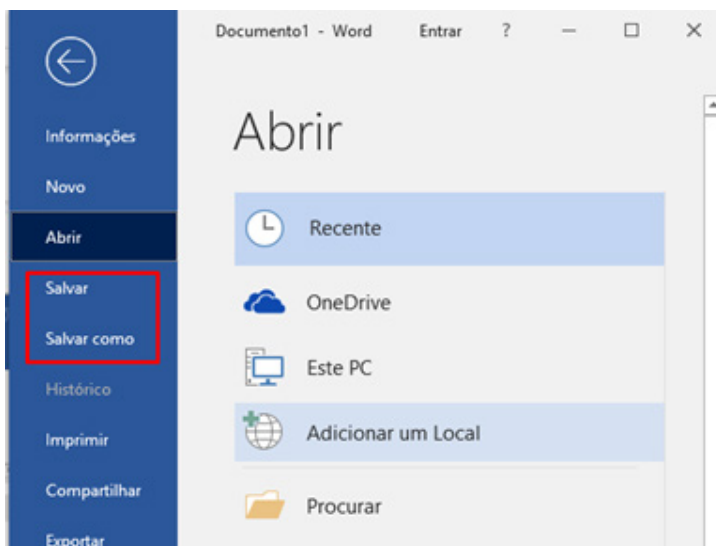 Documento1 - Word Entrar ?
Informações
Novo
Abrir
Salvar
Salvar como
Histórico
Imprimir
Compartilhar
Exportar
Abrir
Recente
OneDrive
Este PC
Adicionar um Local
Procurar